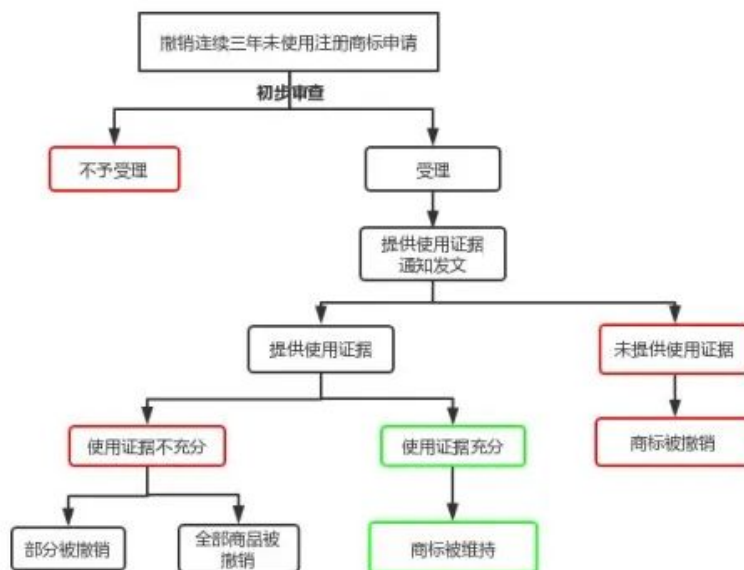 撤销连续三年未使用注册商标申请
初步审查
不予受理
受理
提供使用证据
通知发文
提供使用证据
未提供使用证据
使用证据不充分
使用证据充分
商标被撤销
部分被撤销
全部商品被
撤销
商标被维持